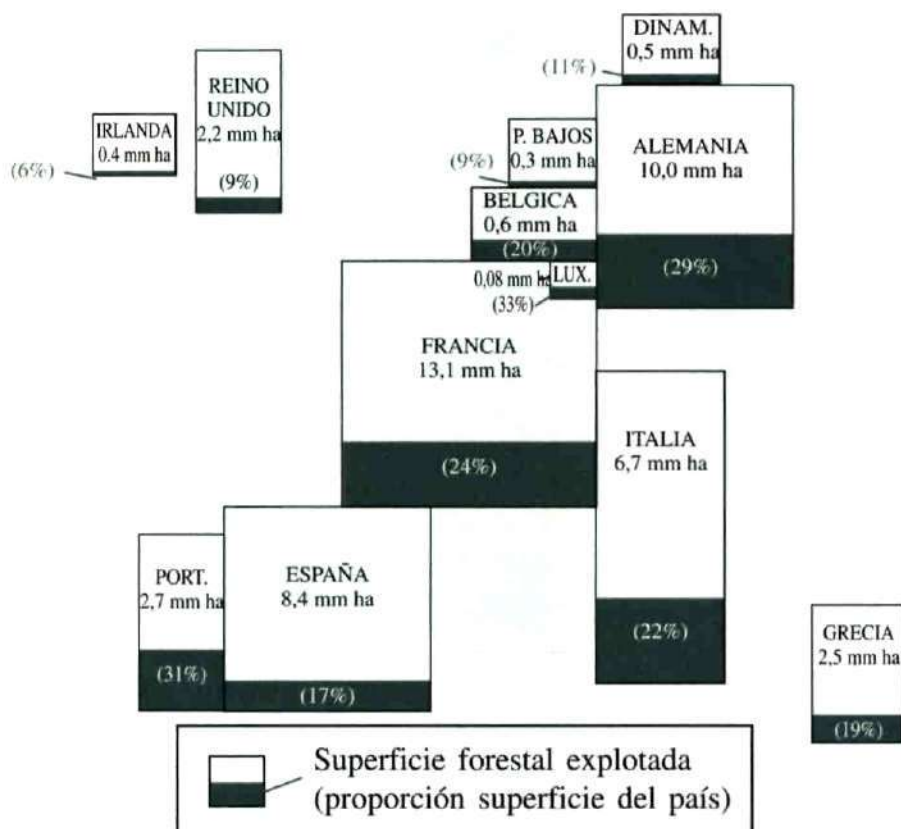 DINAM.
0,5 mm ha
(11%)
REINO
UNIDO
2,2 mm ha
(9%)
IRLANDA
0.4 mm ha
(6%)
P. BAJOS
0,3 mm ha
(9%)
ALEMANIA
10,0 mm ha
(29%)
BELGICA
0,6 mm ha
(20%)
0,08 mm ha
LUX.
(33%)
FRANCIA
13,1 mm ha
(24%)
ITALIA
6,7 mm ha
(22%)
PORT.
2,7 mm ha
(31%)
ESPAÑA
8,4 mm ha
(17%)
GRECIA
2,5 mm ha
(19%)
Superficie forestal explotada
(proporción superficie del país)